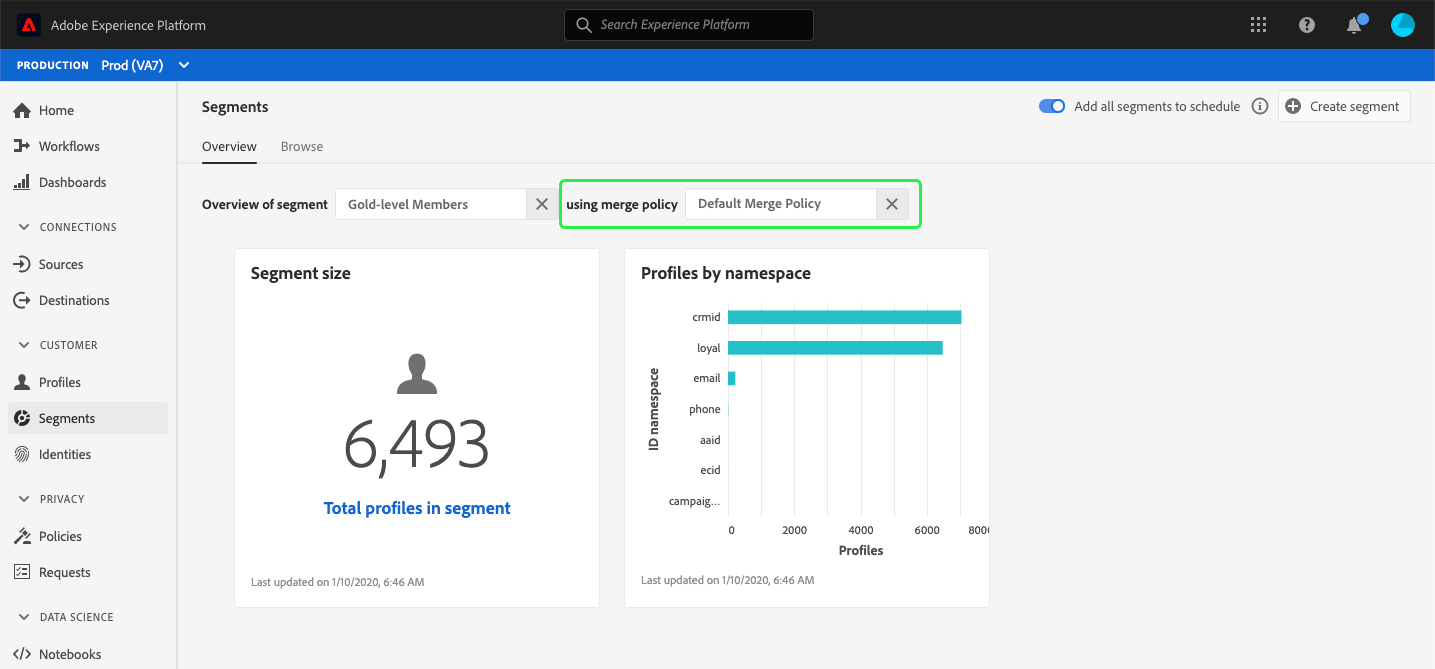 Adobe Experience Platform
Search Experience Platform
PRODUCTION Prod (VA7)
Home
Workflows
Dashboards
CONNECTIONS
Sources
Destinations
CUSTOMER
Profiles
Segments
Identities
PRIVACY
Policies
Requests
DATA SCIENCE
Notebooks
Segments
Add all segments to schedule
Create segment
Overview Browse
Overview of segment Gold-level Members using merge policy Default Merge Policy
Segment size
6,493
Total profiles in segment
Last updated on 1/10/2020, 6:46 AM
Profiles by namespace
ID namespace
crmid
loyal
email
phone
aaid
ecid
campaig...
0 2000 4000 6000 8000
Profiles
Last updated on 1/10/2020, 6:46 AM